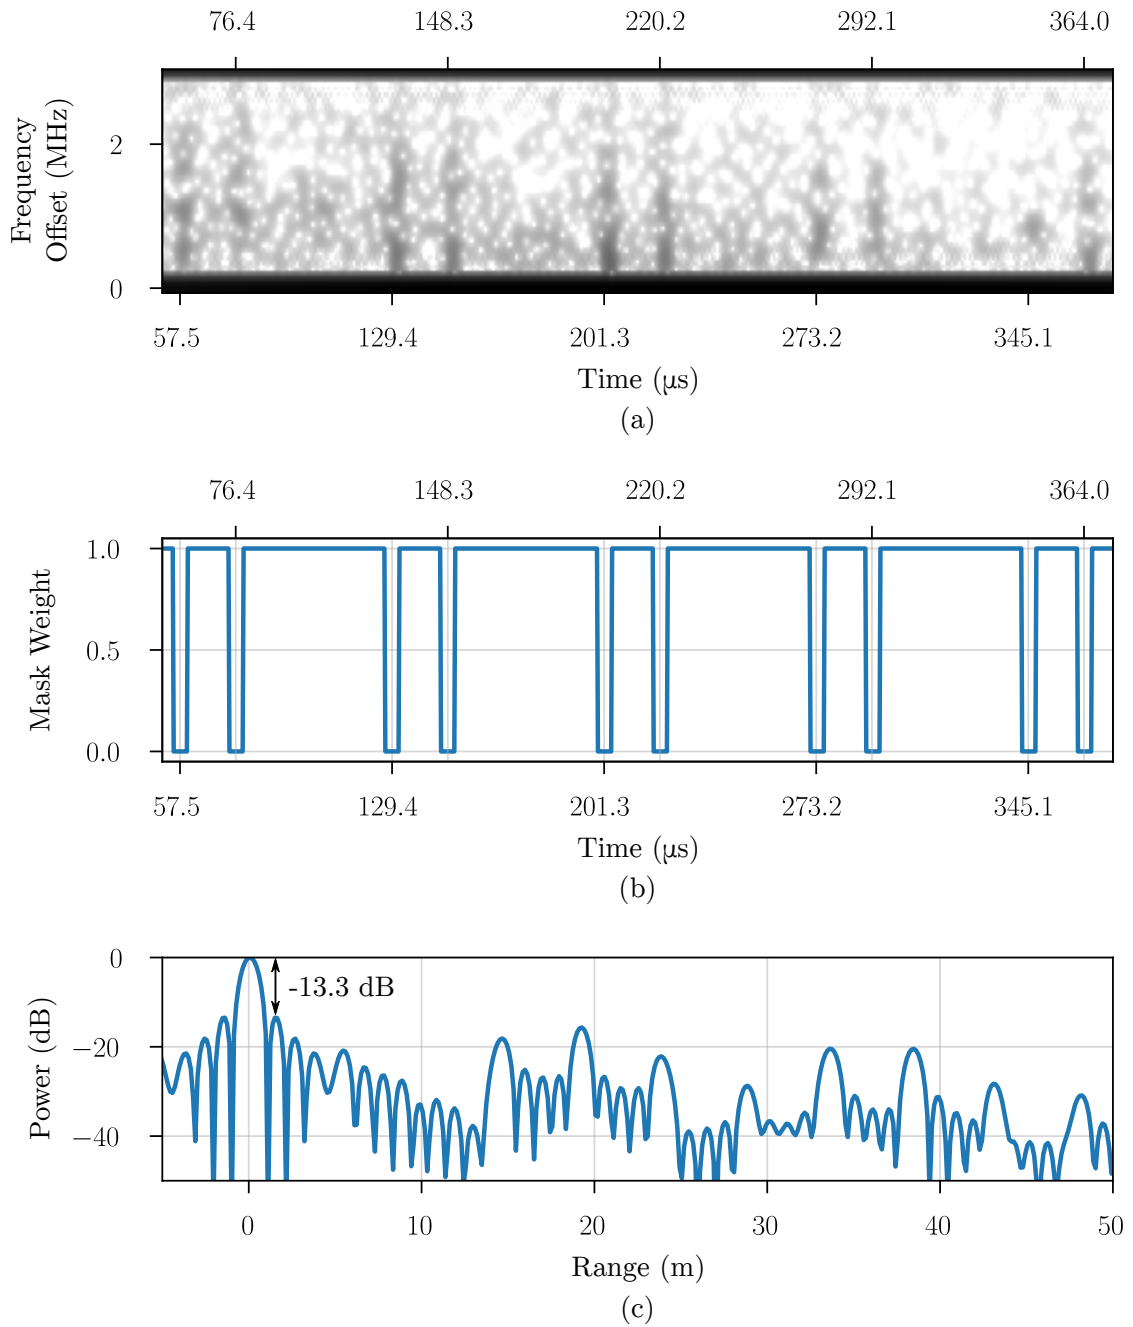 76.4 148.3 220.2 292.1 364.0
Frequency
Offset (MHz)
2
0
57.5 129.4 201.3 273.2 345.1
Time (μs)
(a)
76.4 148.3 220.2 292.1 364.0
Mask Weight
1.0
0.5
0.0
57.5 129.4 201.3 273.2 345.1
Time (μs)
(b)
Power (dB)
0
-13.3 dB
−20
−40
0 10 20 30 40 50
Range (m)
(c)